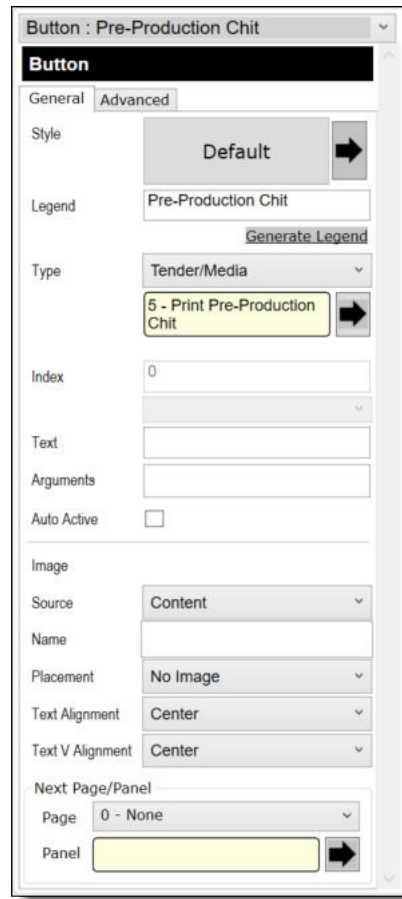 Button : Pre-Production Chit
Button
General Advanced
Style Default
Legend Pre-Production Chit
Generate Legend
Type Tender/Media
5 - Print Pre-Production
Chit
Index 0
Text
Arguments
Auto Active
Image
Source Content
Name
Placement No Image
Text Alignment Center
Text V Alignment Center
Next Page/Panel
Page 0 - None
Panel